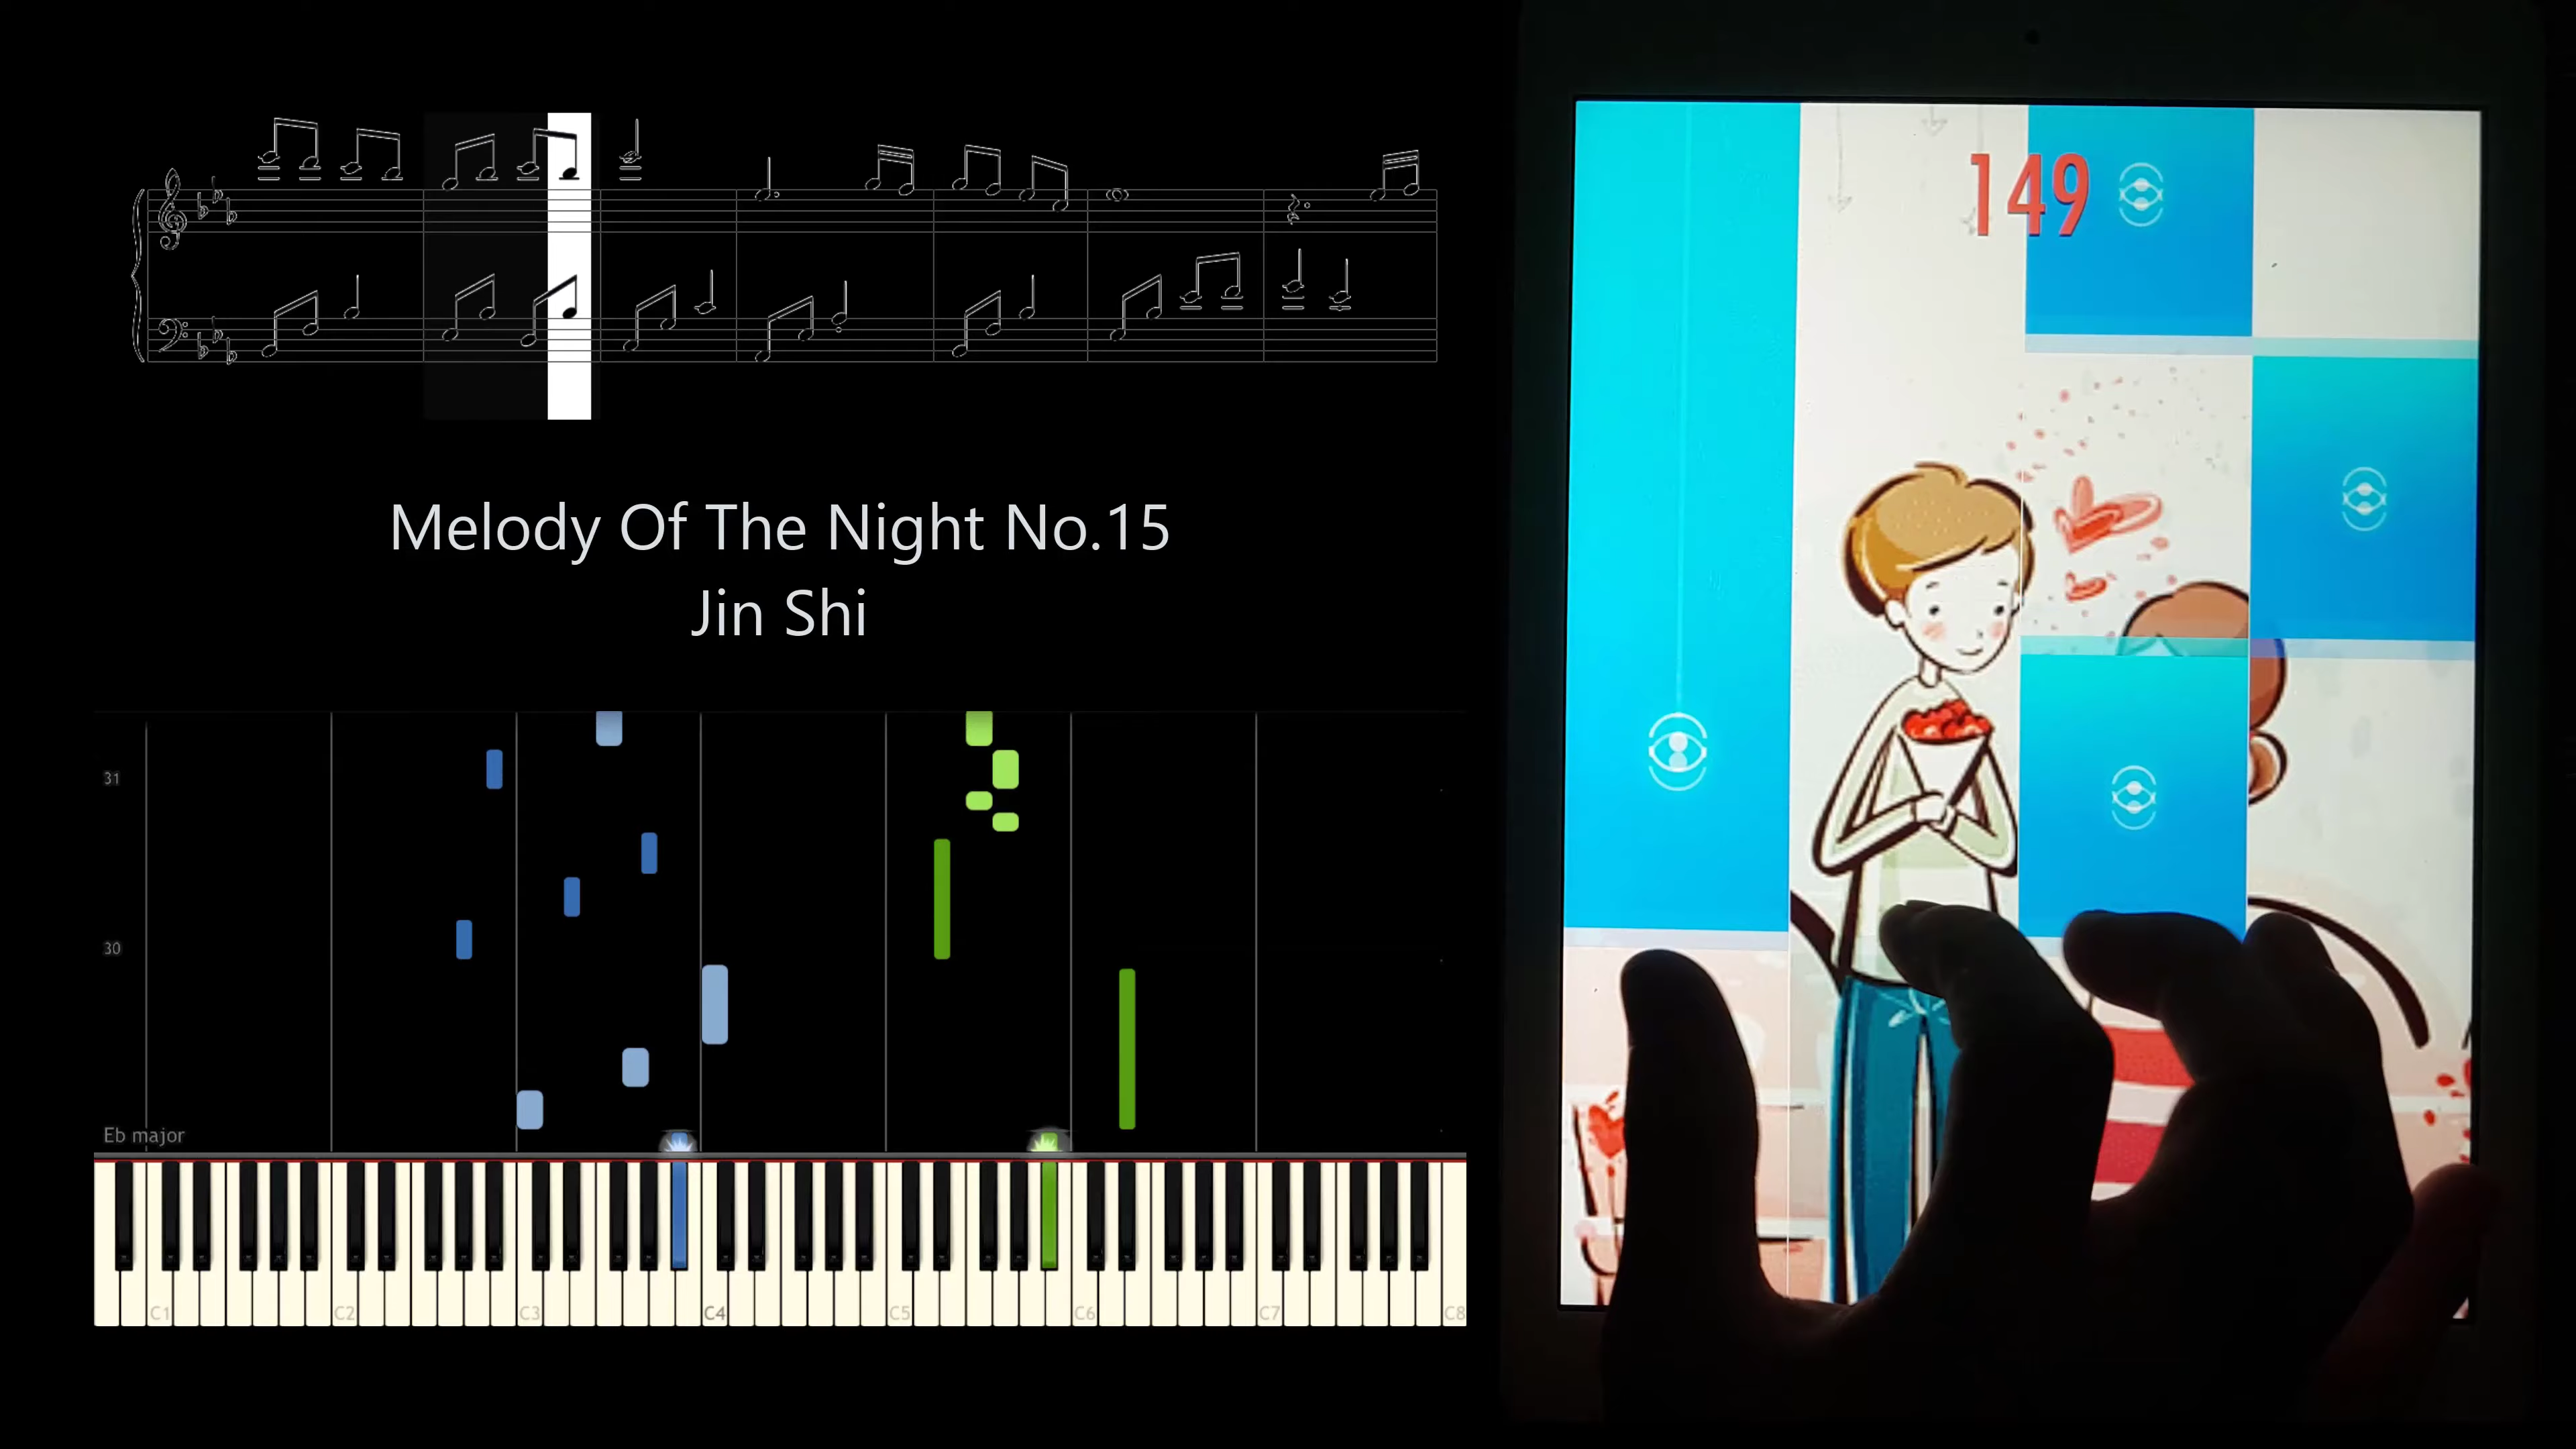 149
Melody Of The Night No.15
Jin Shi
31
30
Eb major
C1
C2
C3
C4
C5
C6
C7
C8